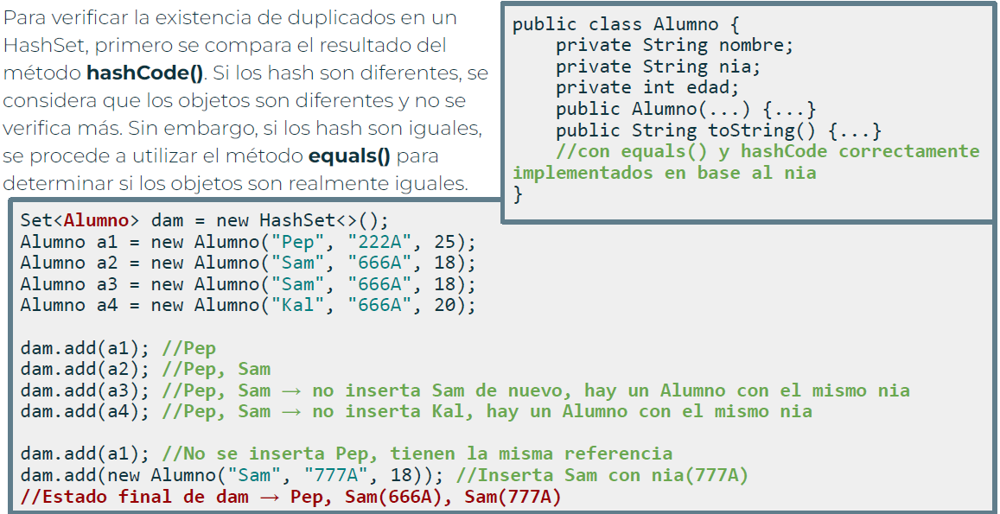 Para verificar la existencia de duplicados en un
HashSet, primero se compara el resultado del
método hashCode(). Si los hash son diferentes, se
considera que los objetos son diferentes y no se
verifica más. Sin embargo, si los hash son iguales,
se procede a utilizar el método equals() para
determinar si los objetos son realmente iguales.
public class Alumno {
    private String nombre;
    private String nia;
    private int edad;
    public Alumno(...) {...}
    public String toString() {...}
    //con equals() y hashCode correctamente
implementados en base al nia
}
Set<Alumno> dam = new HashSet<>();
Alumno a1 = new Alumno("Pep", "222A", 25);
Alumno a2 = new Alumno("Sam", "666A", 18);
Alumno a3 = new Alumno("Sam", "666A", 18);
Alumno a4 = new Alumno("Kal", "666A", 20);
dam.add(a1); //Pep
dam.add(a2); //Pep, Sam
dam.add(a3); //Pep, Sam → no inserta Sam de nuevo, hay un Alumno con el mismo nia
dam.add(a4); //Pep, Sam → no inserta Kal, hay un Alumno con el mismo nia
dam.add(a1); //No se inserta Pep, tienen la misma referencia
dam.add(new Alumno("Sam", "777A", 18)); //Inserta Sam con nia(777A)
//Estado final de dam → Pep, Sam(666A), Sam(777A)